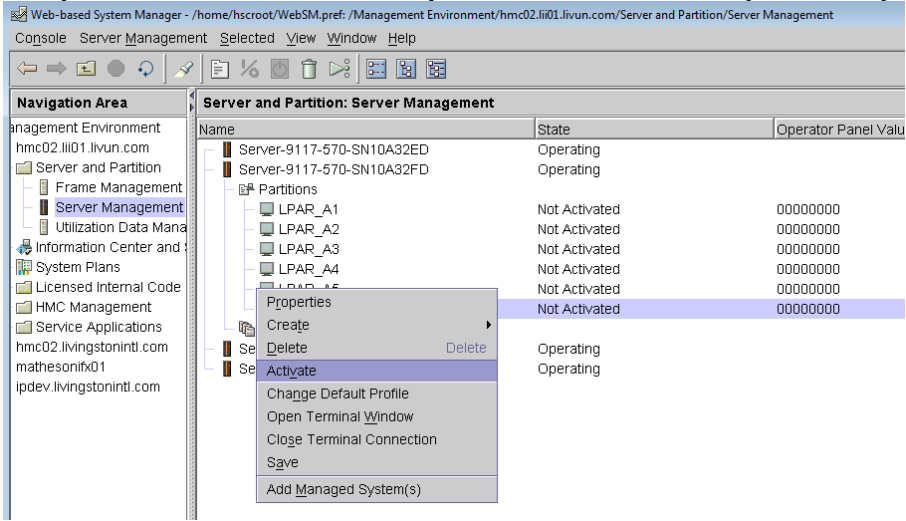 Web-based System Manager - /home/hscroot/WebSM.pref: /Management Environment/hmc02.lii01.livun.com/Server and Partition/Server Management
Console Server Management Selected View Window Help
Navigation Area
anagement Environment
hmc02.lii01.livun.com
Server and Partition
Frame Management
Server Management
Utilization Data Mana
Information Center and
System Plans
Licensed Internal Code
HMC Management
Service Applications
hmc02.livingstonintl.com
mathesonifx01
ipdev.livingstonintl.com
Server and Partition: Server Management
Name State Operator Panel Valu
Server-9117-570-SN10A32ED Operating
Server-9117-570-SN10A32FD Operating
Partitions
LPAR_A1 Not Activated 00000000
LPAR_A2 Not Activated 00000000
LPAR_A3 Not Activated 00000000
LPAR_A4 Not Activated 00000000
LPAR_A5 Not Activated 00000000
Not Activated 00000000
Se Operating
Se Operating
Properties
Create
Delete Delete
Activate
Change Default Profile
Open Terminal Window
Close Terminal Connection
Save
Add Managed System(s)